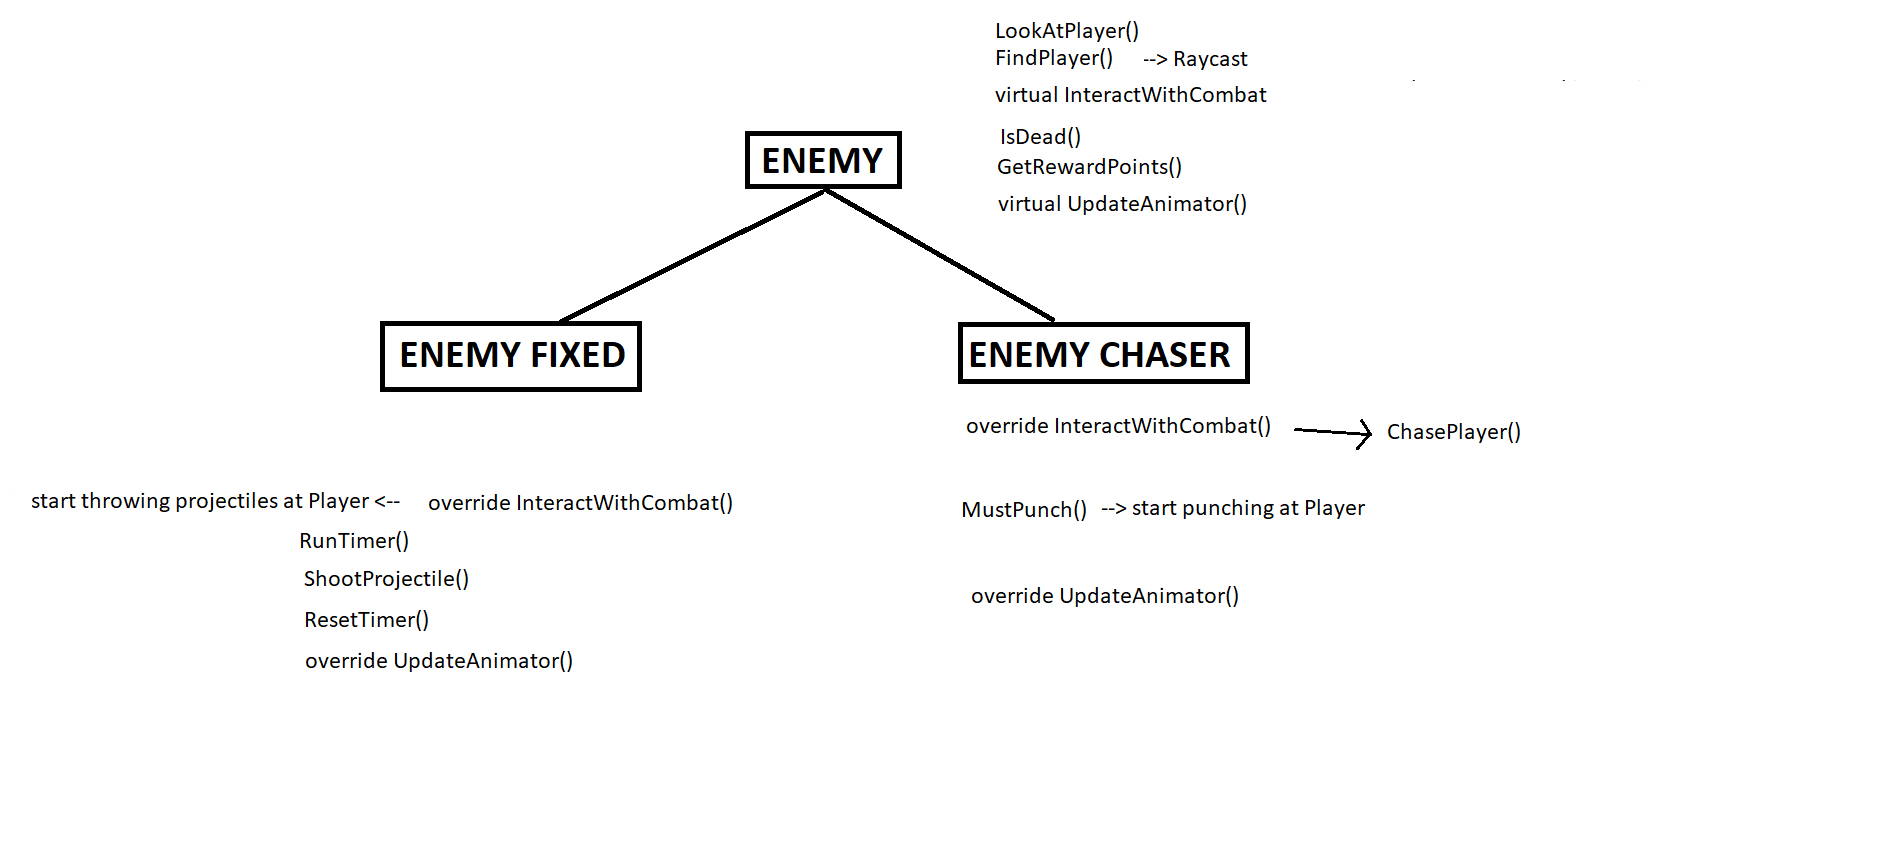 LookAtPlayer()
FindPlayer() --> Raycast
virtual InteractWithCombat
IsDead()
GetRewardPoints()
virtual UpdateAnimator()
ENEMY
ENEMY FIXED
ENEMY CHASER
override InteractWithCombat()
ChasePlayer()
start throwing projectiles at Player <-- override InteractWithCombat()
RunTimer()
ShootProjectile()
ResetTimer()
override UpdateAnimator()
MustPunch() --> start punching at Player
override UpdateAnimator()